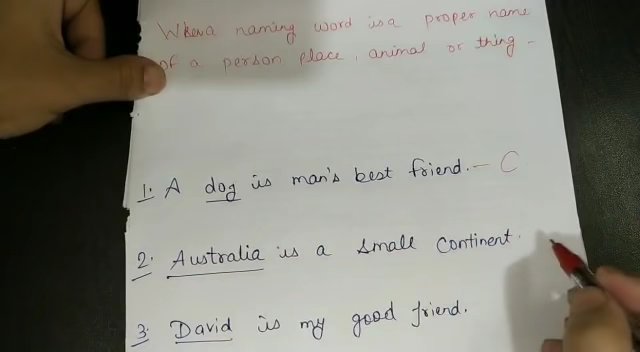 When a naming word is a proper name
of a person place, animal or thing -
1. A dog is man's best friend. - C
2. Australia is a small continent.
3. David is my good friend.